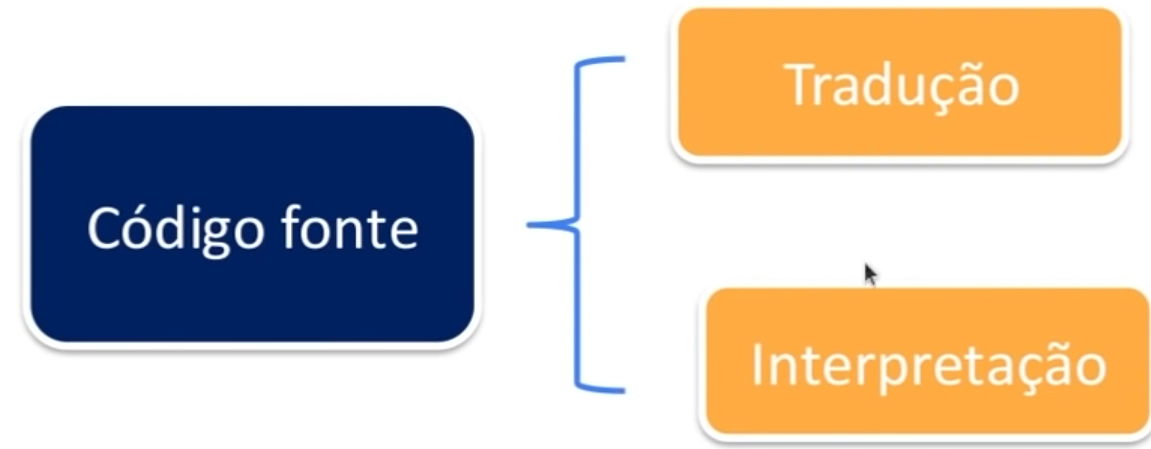 Código fonte
Tradução
Interpretação